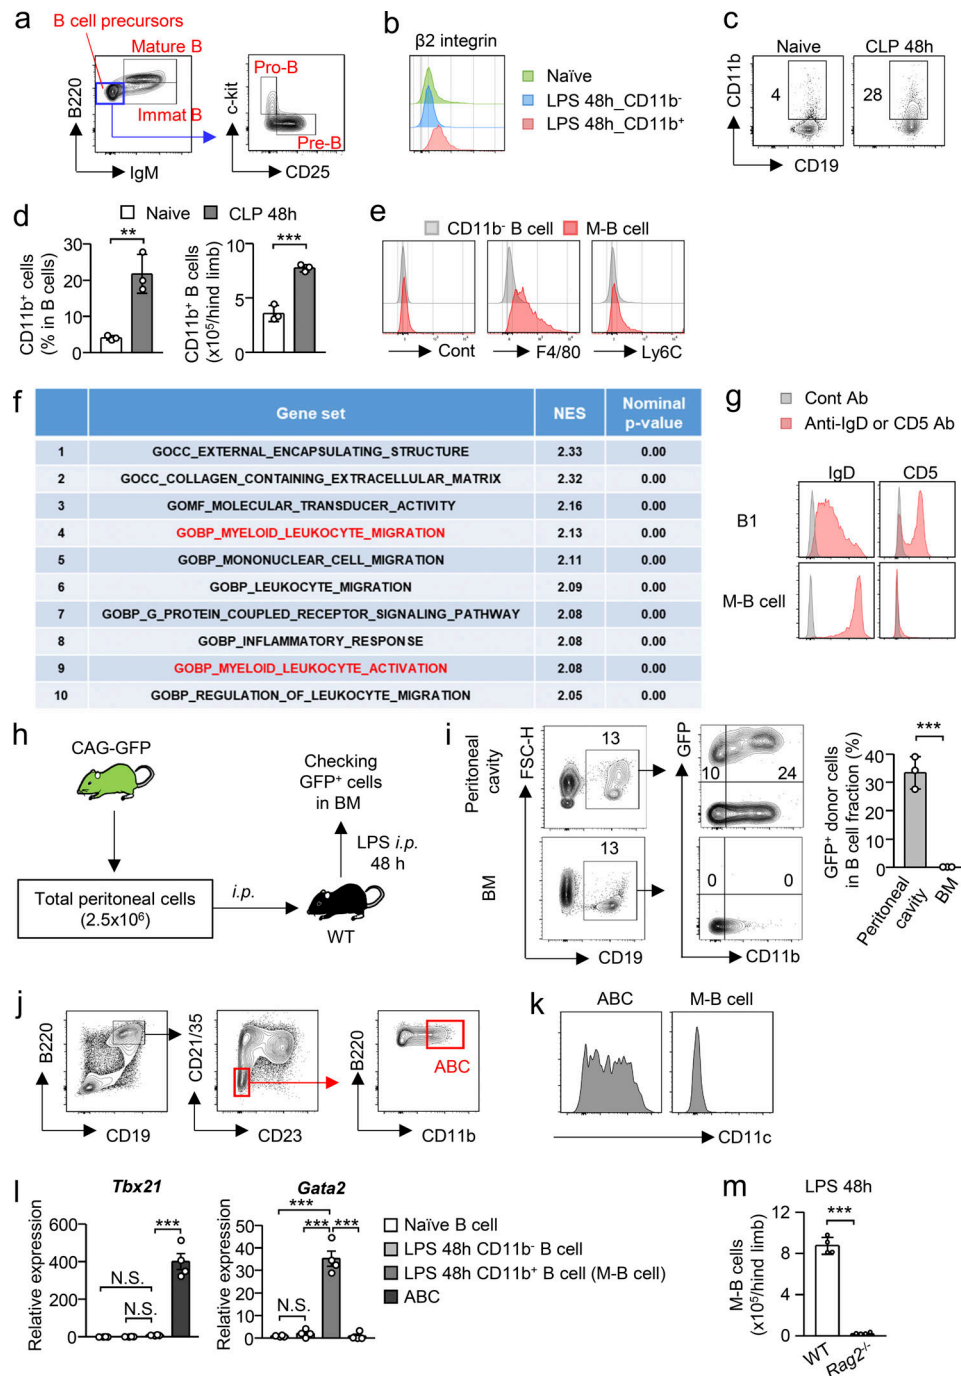 a
B cell precursors
Mature B
Immat B
B220
IgM
Pro-B
Pre-B
c-kit
CD25
b
β2 integrin
Naïve
LPS 48h_CD11b-
LPS 48h_CD11b+
c
Naive
CLP 48h
CD11b
4
28
CD19
d
Naive
CLP 48h
CD11b+ cells
(% in B cells)
30
20
10
0
**
CD11b+ B cells
(x10⁵/hind limb)
10
5
0
***
e
CD11b- B cell
M-B cell
Cont
F4/80
Ly6C
f
Gene set
NES
Nominal
p-value
1 GOCC_EXTERNAL_ENCAPSULATING_STRUCTURE 2.33 0.00
2 GOCC_COLLAGEN_CONTAINING_EXTRACELLULAR_MATRIX 2.32 0.00
3 GOMF_MOLECULAR_TRANSDUCER_ACTIVITY 2.16 0.00
4 GOBP_MYELOID_LEUKOCYTE_MIGRATION 2.13 0.00
5 GOBP_MONONUCLEAR_CELL_MIGRATION 2.11 0.00
6 GOBP_LEUKOCYTE_MIGRATION 2.09 0.00
7 GOBP_G_PROTEIN_COUPLED_RECEPTOR_SIGNALING_PATHWAY 2.08 0.00
8 GOBP_INFLAMMATORY_RESPONSE 2.08 0.00
9 GOBP_MYELOID_LEUKOCYTE_ACTIVATION 2.08 0.00
10 GOBP_REGULATION_OF_LEUKOCYTE_MIGRATION 2.05 0.00
g
Cont Ab
Anti-IgD or CD5 Ab
IgD
CD5
B1
M-B cell
h
CAG-GFP
Checking
GFP+ cells
in BM
LPS i.p.
48 h
Total peritoneal cells
(2.5x10⁶)
i.p.
WT
i
Peritoneal
cavity
FSC-H
13
GFP
10
24
BM
13
0
0
CD19
CD11b
GFP+ donor cells
in B cell fraction (%)
40
30
20
10
0
***
Peritoneal
cavity
BM
j
B220
CD19
CD21/35
CD23
B220
ABC
CD11b
k
ABC
M-B cell
CD11c
l
Tbx21
Relative expression
600
400
200
0
N.S.
N.S.
***
Gata2
Relative expression
50
40
30
20
10
0
***
*** ***
N.S.
Naïve B cell
LPS 48h CD11b- B cell
LPS 48h CD11b+ B cell (M-B cell)
ABC
m
LPS 48h
M-B cells
(x10⁵/hind limb)
12
8
4
0
***
WT
Rag2-/-